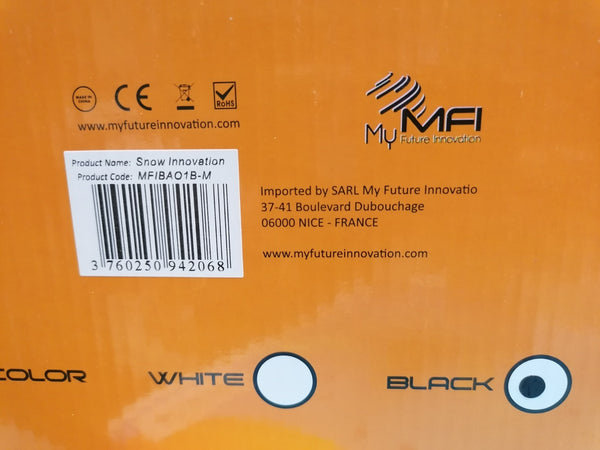 MADE IN
CHINA
CE
RoHS
www.myfutureinnovation.com
My MFI
Future Innovation
Product Name: Snow Innovation
Product Code: MFIBAO1B-M
3 760250 942068
Imported by SARL My Future Innovatio
37-41 Boulevard Dubouchage
06000 NICE - FRANCE
www.myfutureinnovation.com
COLOR WHITE BLACK